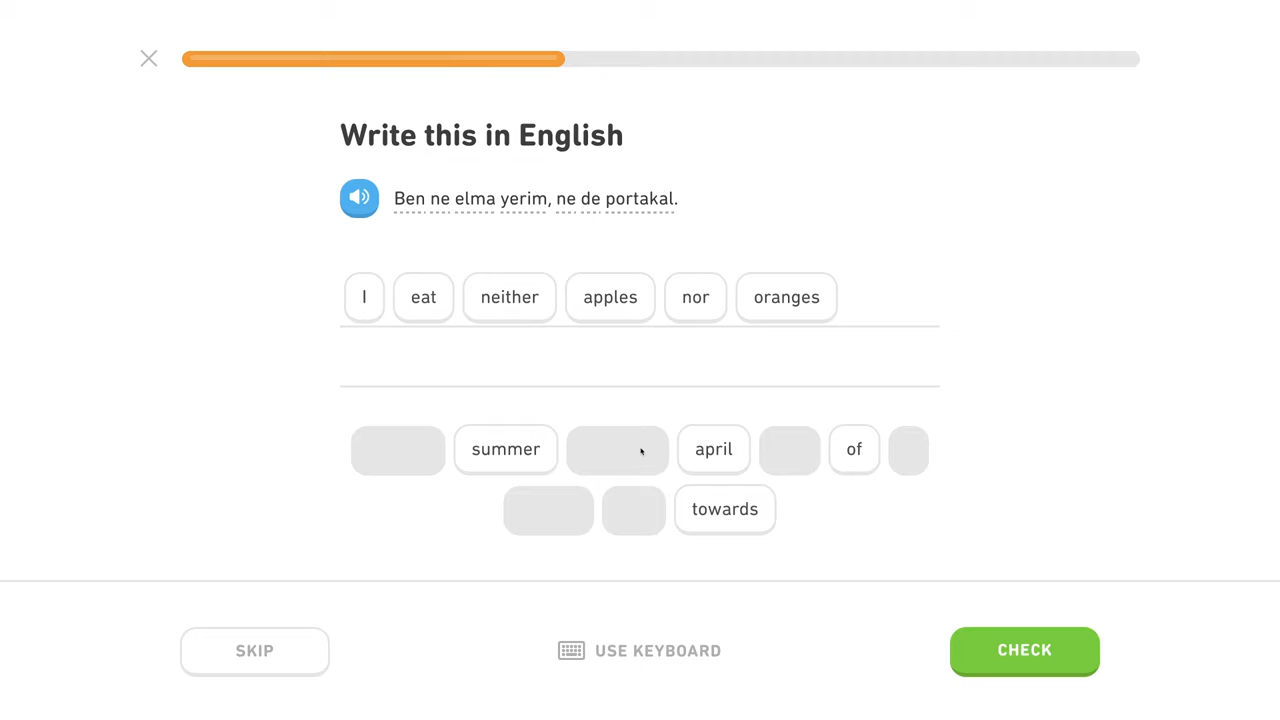 Write this in English
Ben ne elma yerim, ne de portakal.
I eat neither apples nor oranges
summer april of
towards
SKIP USE KEYBOARD CHECK